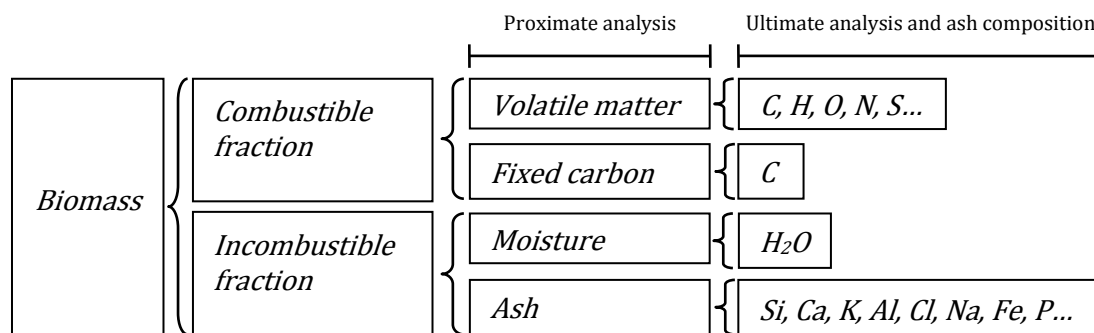 Proximate analysis
Ultimate analysis and ash composition
Biomass
Combustible
fraction
Incombustible
fraction
Volatile matter
Fixed carbon
Moisture
Ash
C, H, O, N, S...
C
H₂O
Si, Ca, K, Al, Cl, Na, Fe, P...